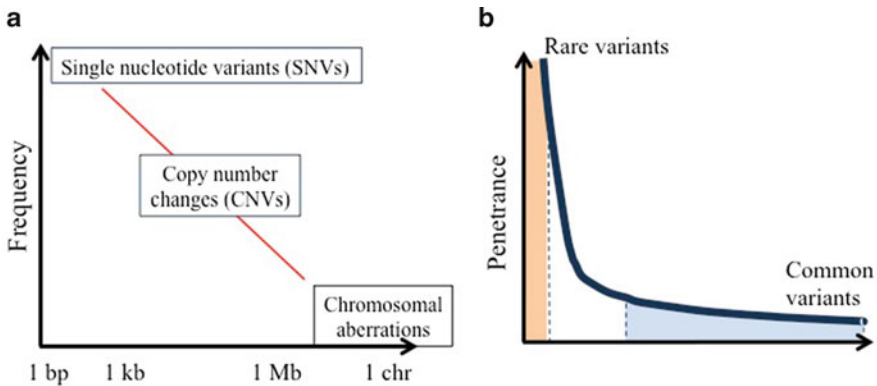 a
Frequency
Single nucleotide variants (SNVs)
Copy number
changes (CNVs)
Chromosomal
aberrations
1 bp
1 kb
1 Mb
1 chr
b
Penetrance
Rare variants
Common
variants